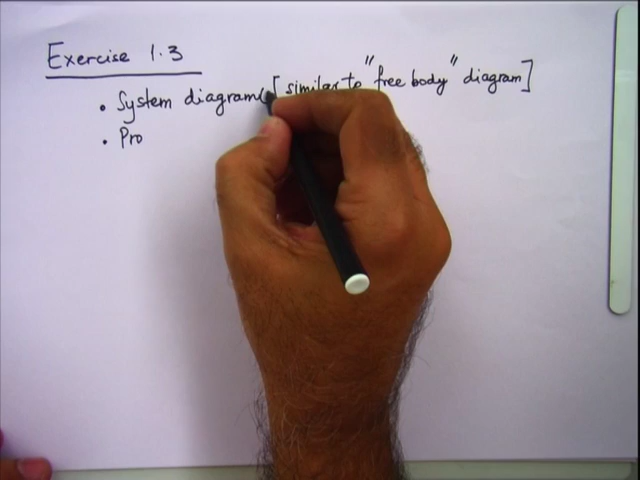 Exercise 1.3
• System diagram( [ similar to "free body" diagram]
• Pro